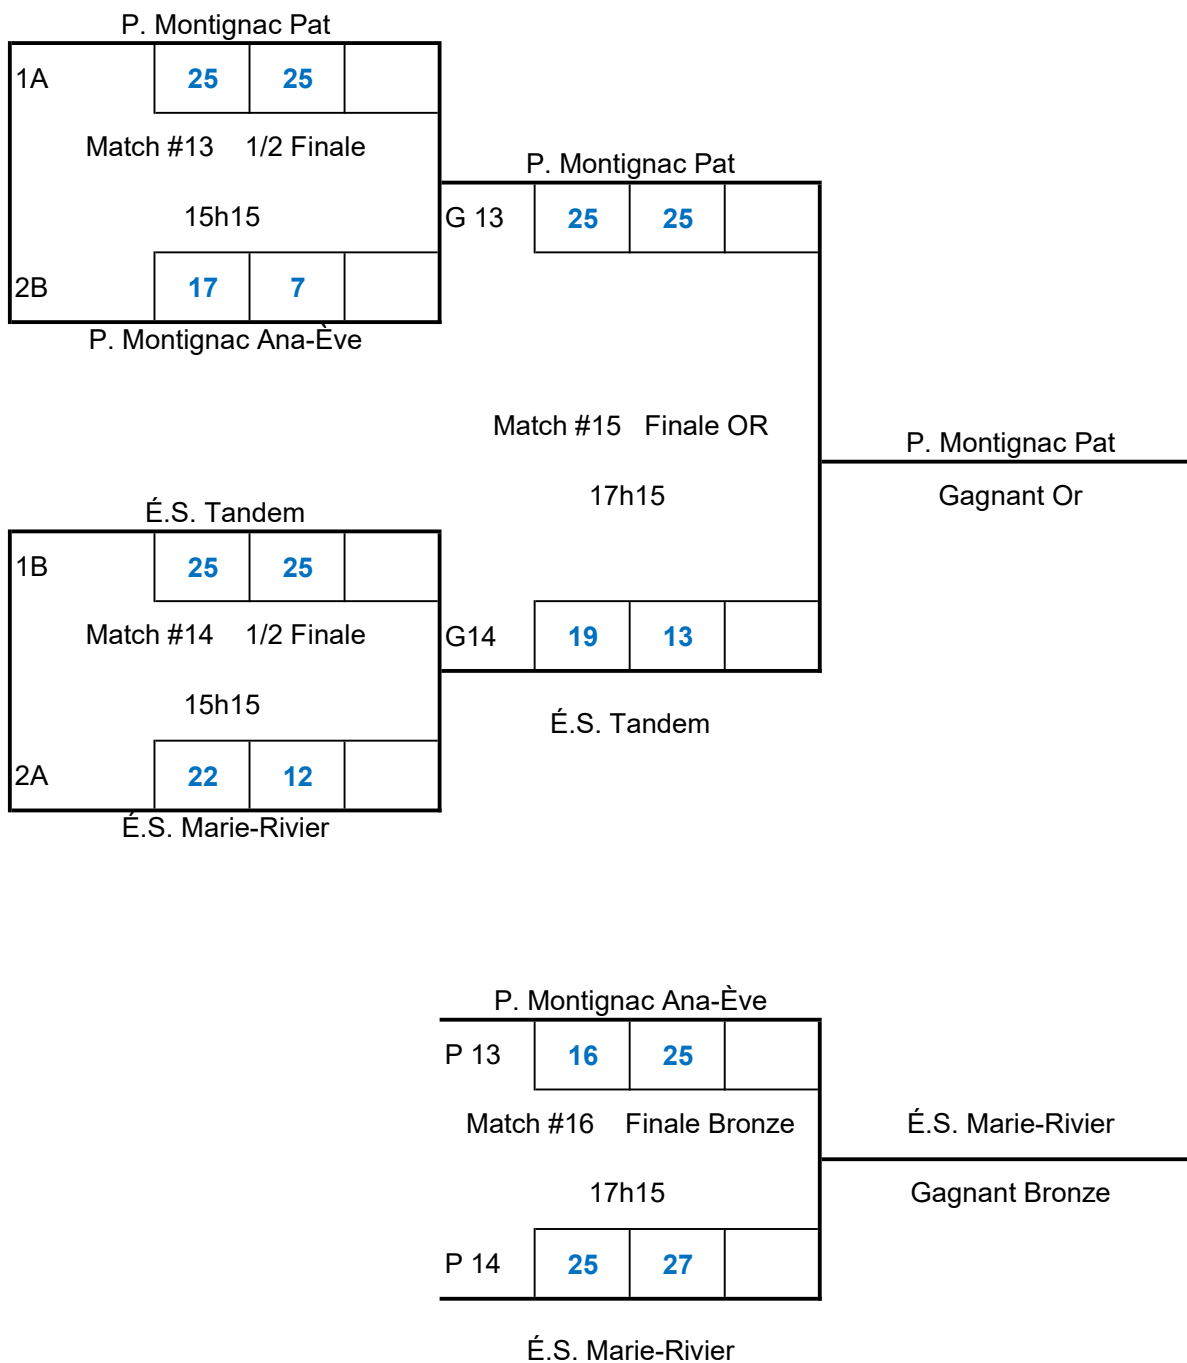 P. Montignac Pat
1A 25 25
Match #13 1/2 Finale
P. Montignac Pat
15h15
G 13 25 25
2B 17 7
P. Montignac Ana-Ève
Match #15 Finale OR
P. Montignac Pat
17h15
Gagnant Or
É.S. Tandem
1B 25 25
Match #14 1/2 Finale
G14 19 13
15h15
É.S. Tandem
2A 22 12
É.S. Marie-Rivier
P. Montignac Ana-Ève
P 13 16 25
Match #16 Finale Bronze
É.S. Marie-Rivier
17h15
Gagnant Bronze
P 14 25 27
É.S. Marie-Rivier